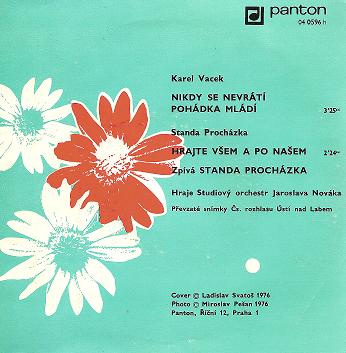 panton
04 0596 h
Karel Vacek
NIKDY SE NEVRÁTÍ
POHÁDKA MLÁDÍ 3'25"
Standa Procházka
HRAJTE VŠEM A PO NAŠEM 2'24"
Zpívá STANDA PROCHÁZKA
Hraje Studiový orchestr Jaroslava Nováka
Převzaté snímky Čs. rozhlasu Ústí nad Labem
Cover © Ladislav Svatoš 1976
Photo © Miroslav Pešan 1976
Panton, Říční 12, Praha 1